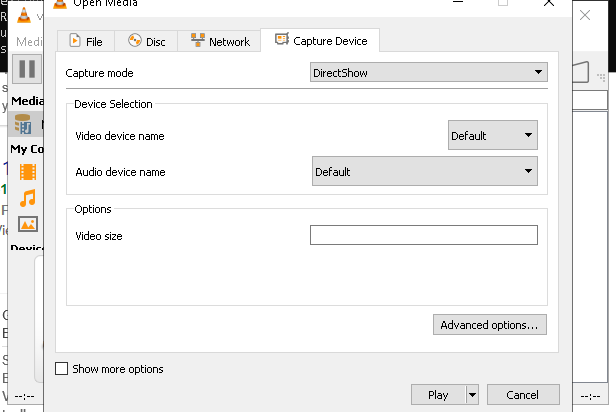 Open Media
Medi
File
Disc
Network
Capture Device
Capture mode
DirectShow
Media
Device Selection
Video device name
Default
My Co
Audio device name
Default
Options
Video size
Device
Advanced options...
Show more options
--:--
Play
Cancel
--:--